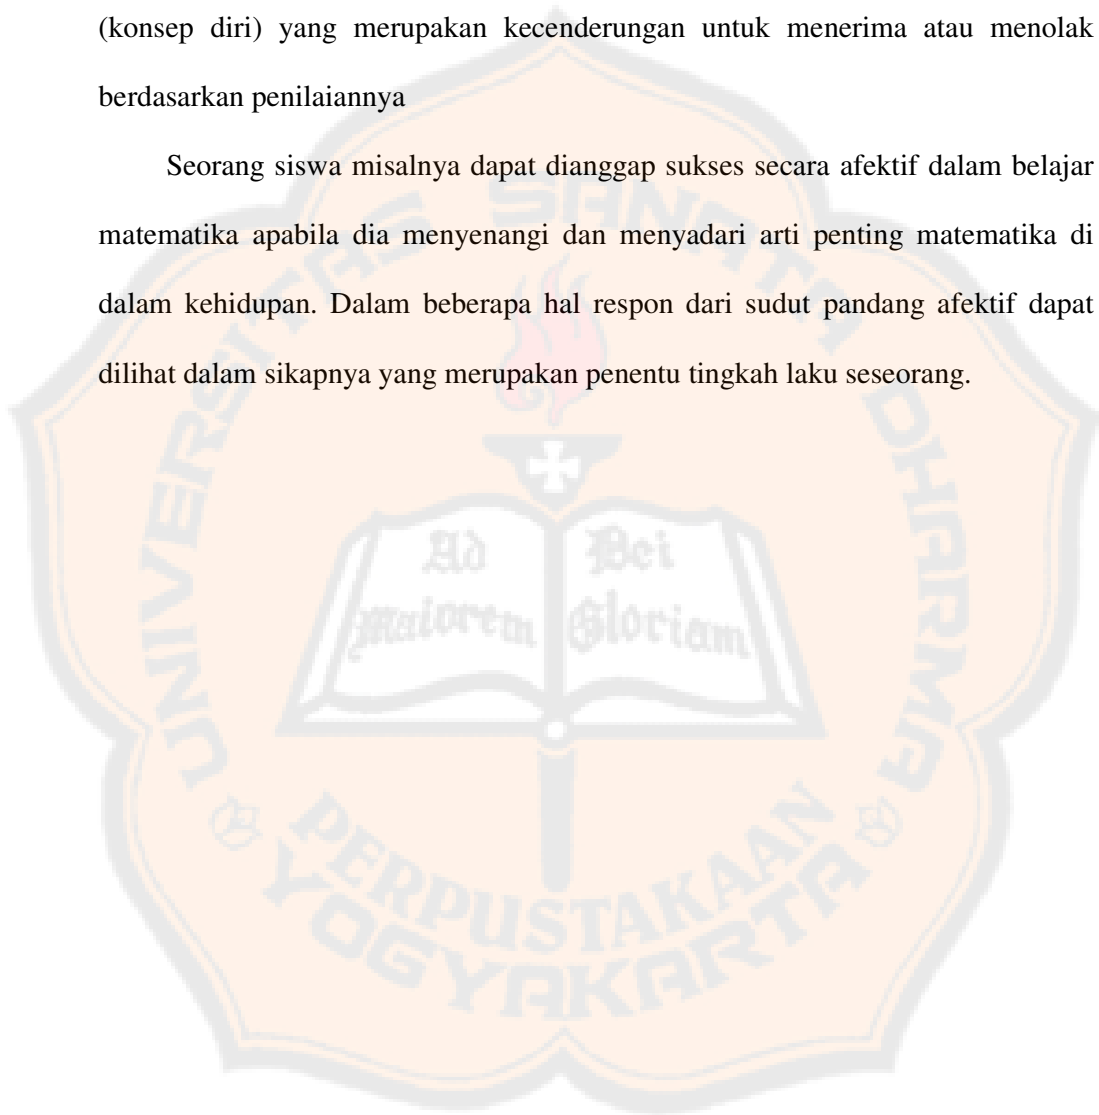 (konsep diri) yang merupakan kecenderungan untuk menerima atau menolak
berdasarkan penilaiannya
Seorang siswa misalnya dapat dianggap sukses secara afektif dalam belajar
matematika apabila dia menyenangi dan menyadari arti penting matematika di
dalam kehidupan. Dalam beberapa hal respon dari sudut pandang afektif dapat
dilihat dalam sikapnya yang merupakan penentu tingkah laku seseorang.
UNIVERSITAS SANATA DHARMA
Ad Dei
Maiorem Gloriam
PERPUSTAKAAN
YOGYAKARTA